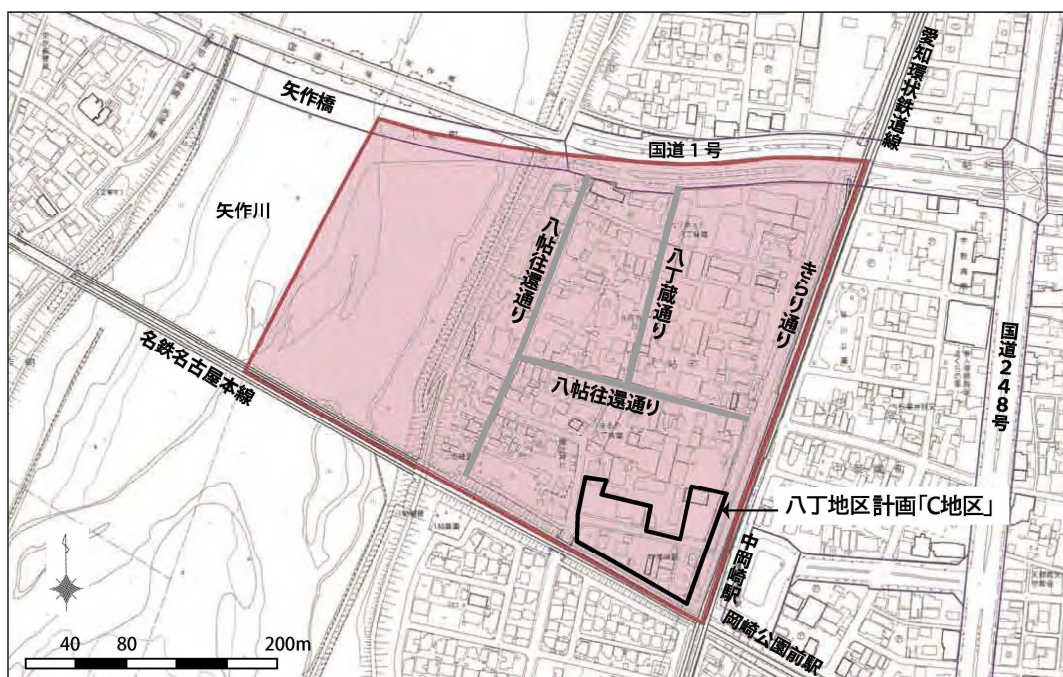 矢作橋
国道1号
愛知環状鉄道線
矢作川
八帖往還通り
八丁蔵通り
きらり通り
名鉄名古屋本線
八帖往還通り
国道248号
八丁地区計画「C地区」
中岡崎駅
岡崎公園前駅
40 80 200m